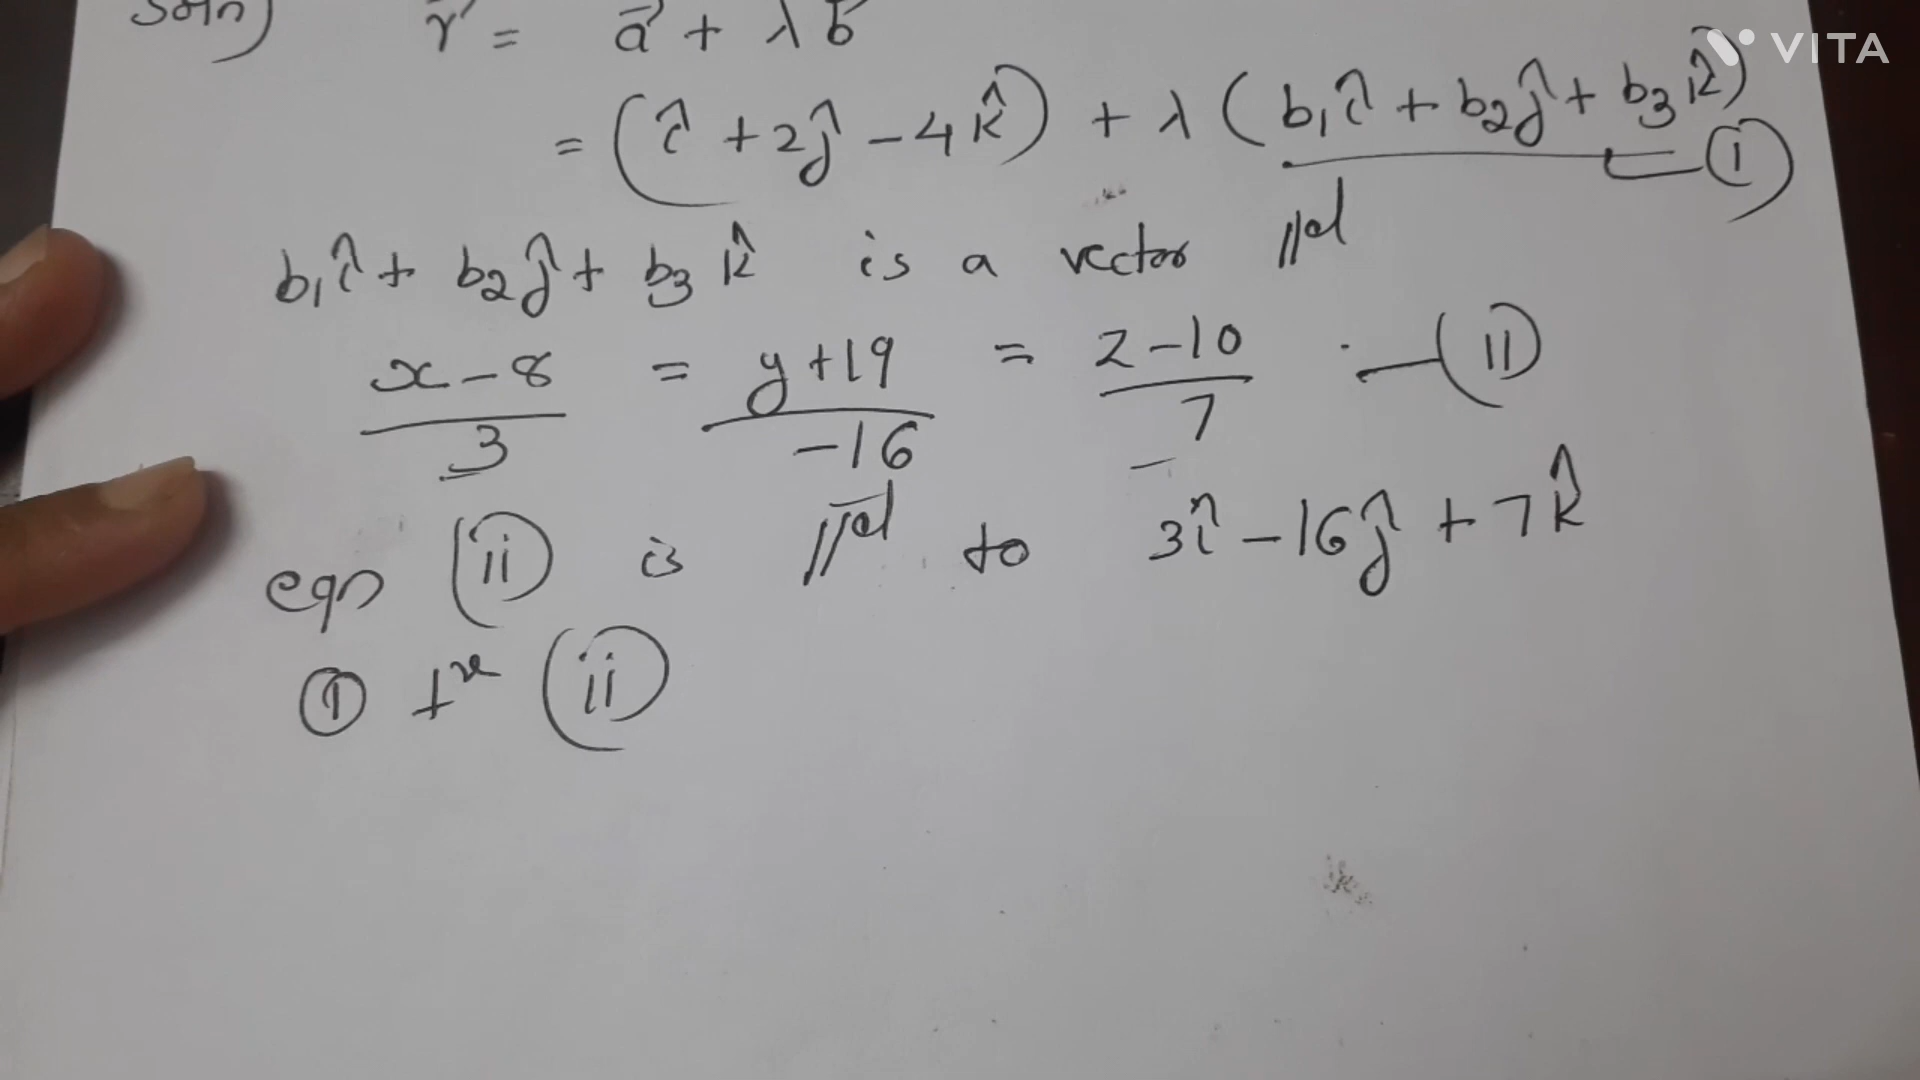 Soln)
r⃗ = a⃗ + λ b⃗
VITA
= (î + 2ĵ - 4k̂) + λ (b₁î + b₂ĵ + b₃k̂) — ⓘ
b₁î + b₂ĵ + b₃k̂ is a vector ||el
(x-8)/3 = (y+19)/-16 = (z-10)/7 — (ii)
eqn (ii) is ||el to 3î - 16ĵ + 7k̂
ⓘ ⊥r (ii)